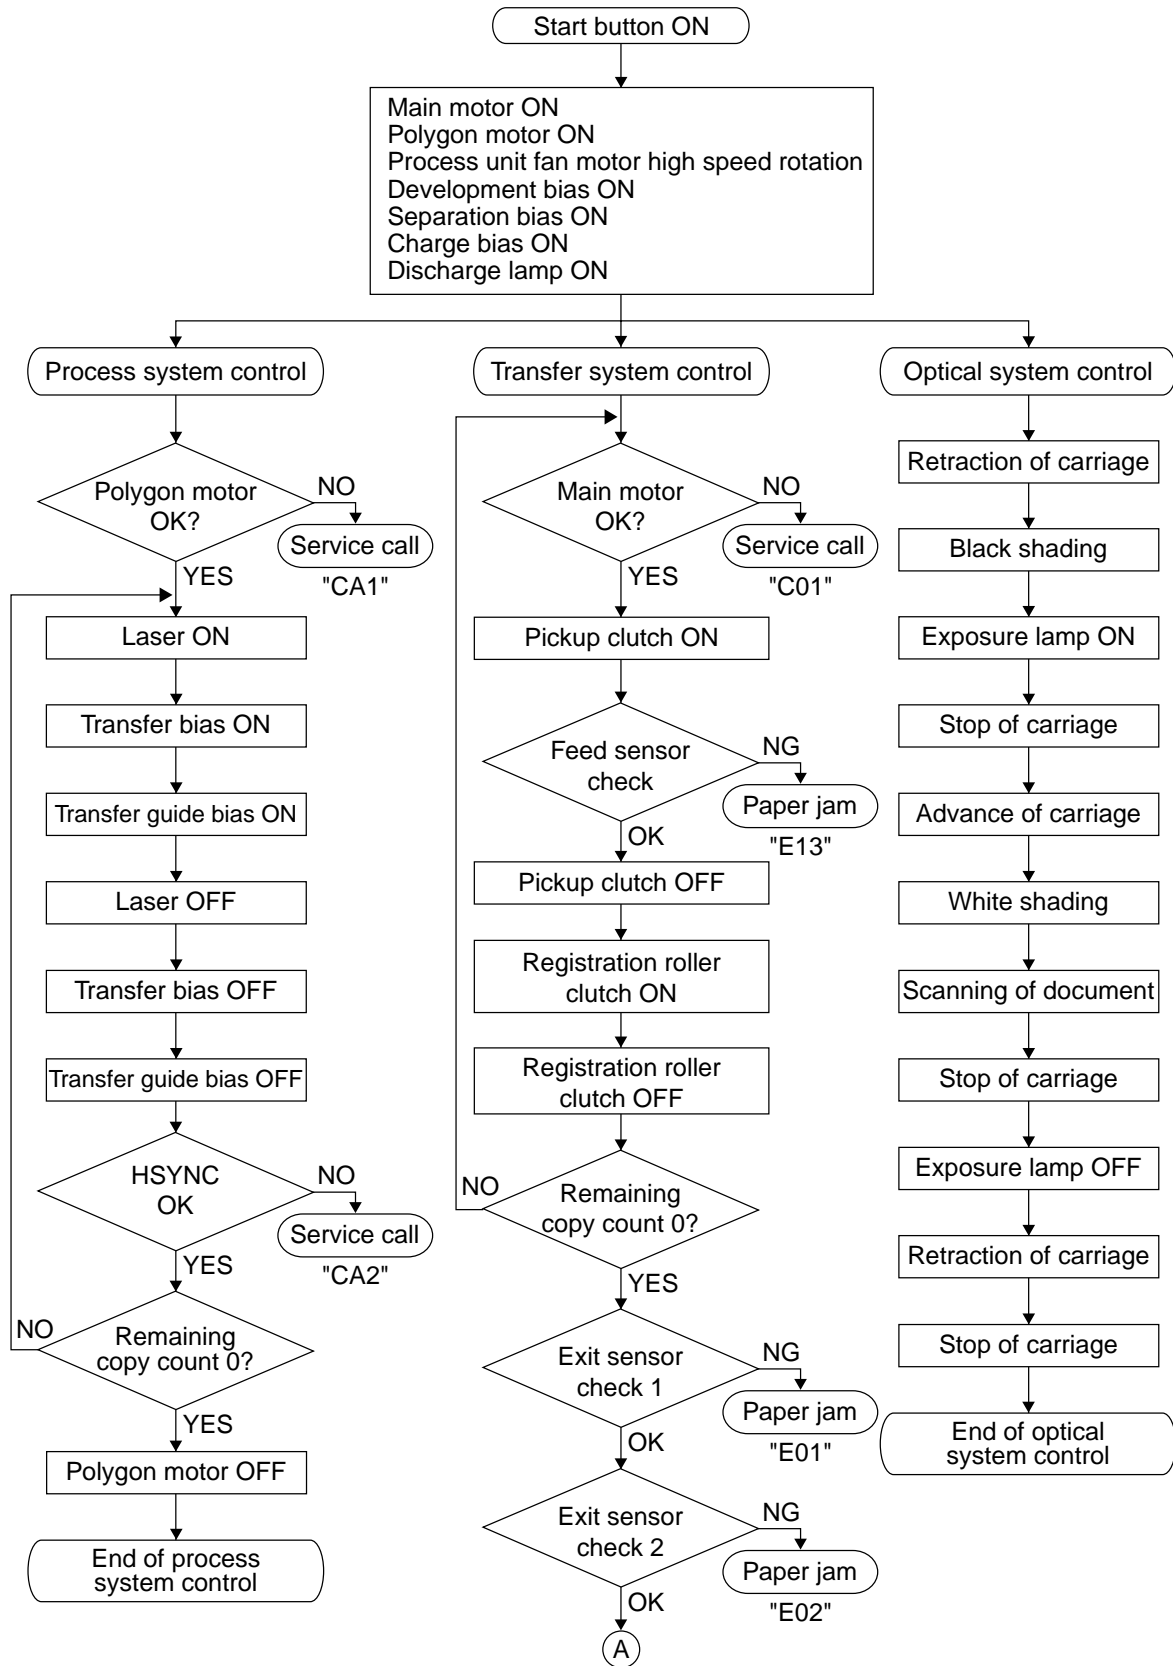 Start button ON
Main motor ON
Polygon motor ON
Process unit fan motor high speed rotation
Development bias ON
Separation bias ON
Charge bias ON
Discharge lamp ON
Process system control
Polygon motor
OK?
NO
Service call
"CA1"
YES
Laser ON
Transfer bias ON
Transfer guide bias ON
Laser OFF
Transfer bias OFF
Transfer guide bias OFF
HSYNC
OK
NO
Service call
"CA2"
YES
NO
Remaining
copy count 0?
YES
Polygon motor OFF
End of process
system control
Transfer system control
Main motor
OK?
NO
Service call
"C01"
YES
Pickup clutch ON
Feed sensor
check
NG
Paper jam
"E13"
OK
Pickup clutch OFF
Registration roller
clutch ON
Registration roller
clutch OFF
NO
Remaining
copy count 0?
YES
Exit sensor
check 1
NG
Paper jam
"E01"
OK
Exit sensor
check 2
NG
Paper jam
"E02"
OK
A
Optical system control
Retraction of carriage
Black shading
Exposure lamp ON
Stop of carriage
Advance of carriage
White shading
Scanning of document
Stop of carriage
Exposure lamp OFF
Retraction of carriage
Stop of carriage
End of optical
system control